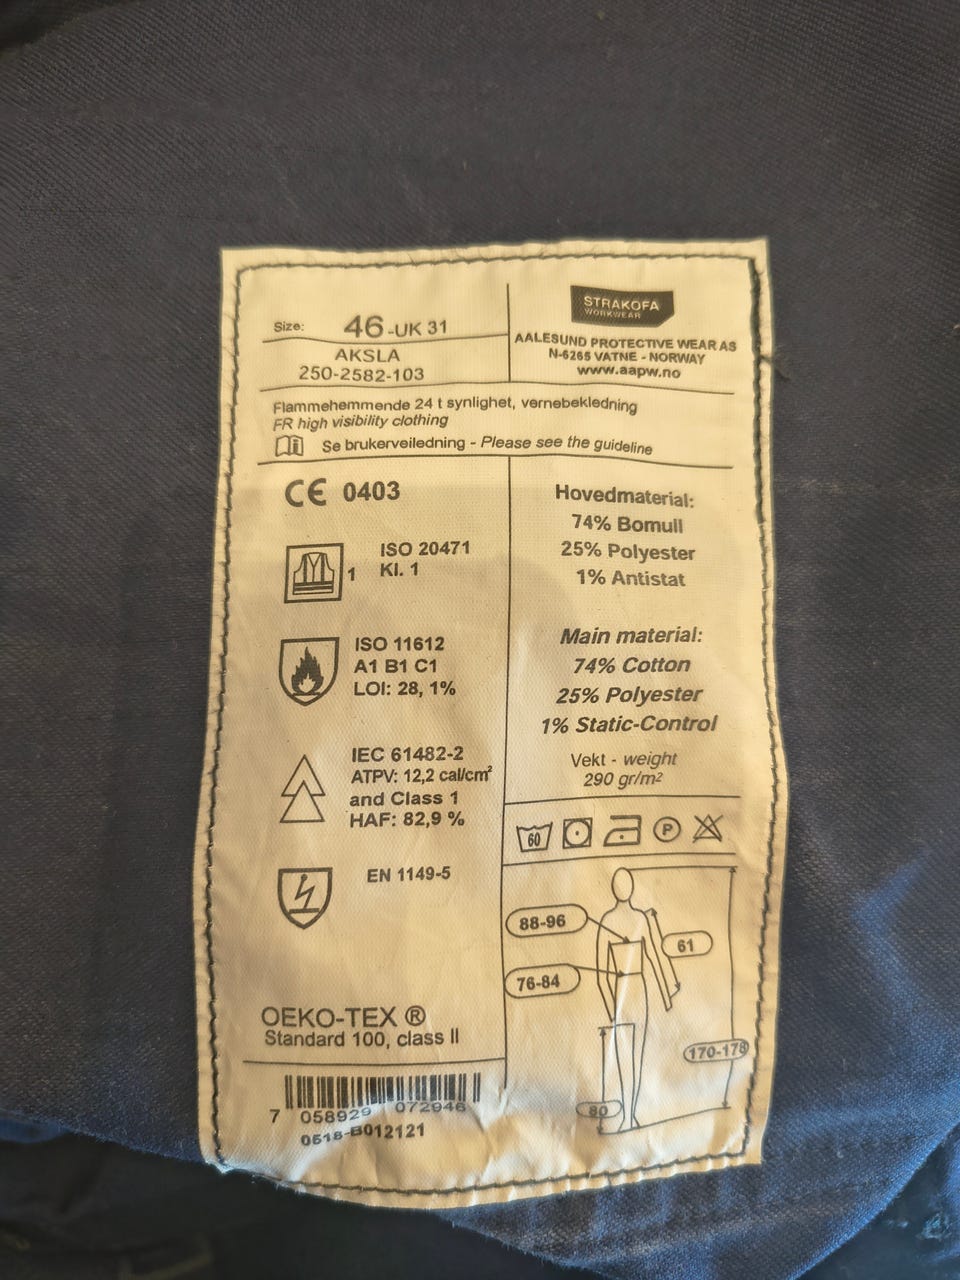 Size: 46-UK 31
AKSLA
250-2582-103
STRAKOFA
WORKWEAR
AALESUND PROTECTIVE WEAR AS
N-6265 VATNE - NORWAY
www.aapw.no
Flammehemmende 24 t synlighet, vernebekledning
FR high visibility clothing
Se brukerveiledning - Please see the guideline
CE 0403
1
ISO 20471
Kl. 1
ISO 11612
A1 B1 C1
LOI: 28, 1%
IEC 61482-2
ATPV: 12,2 cal/cm²
and Class 1
HAF: 82,9 %
EN 1149-5
OEKO-TEX ®
Standard 100, class II
7 058929 072946
0518-B012121
Hovedmaterial:
74% Bomull
25% Polyester
1% Antistat
Main material:
74% Cotton
25% Polyester
1% Static-Control
Vekt - weight
290 gr/m²
60
P
88-96
61
76-84
170-178
80